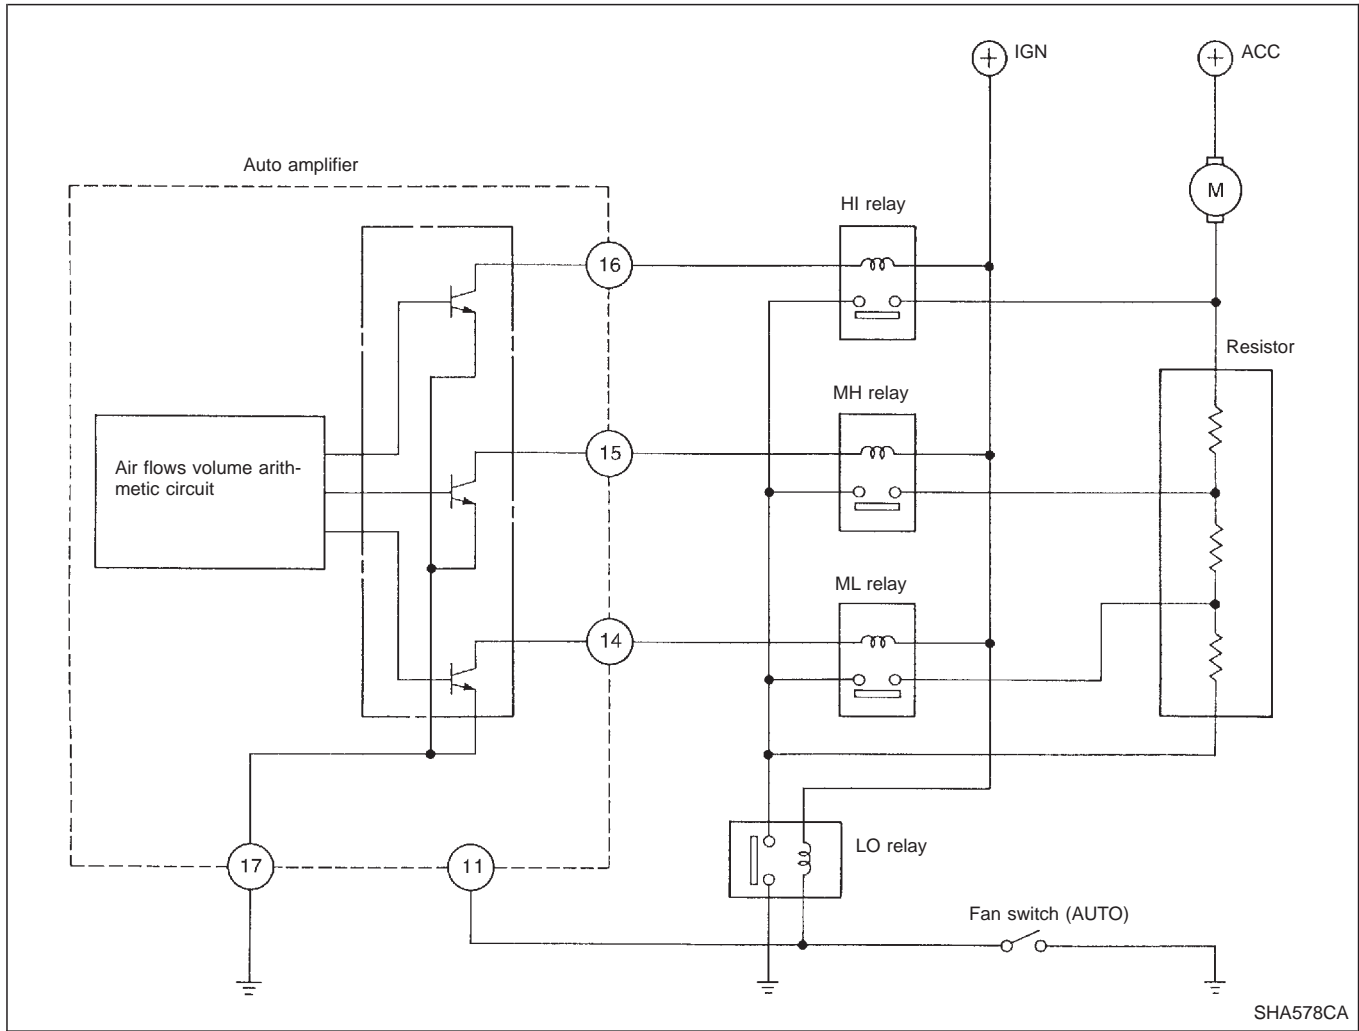 IGN
ACC
Auto amplifier
M
HI relay
16
Resistor
MH relay
15
Air flows volume arith-
metic circuit
ML relay
14
LO relay
17
11
Fan switch (AUTO)
SHA578CA